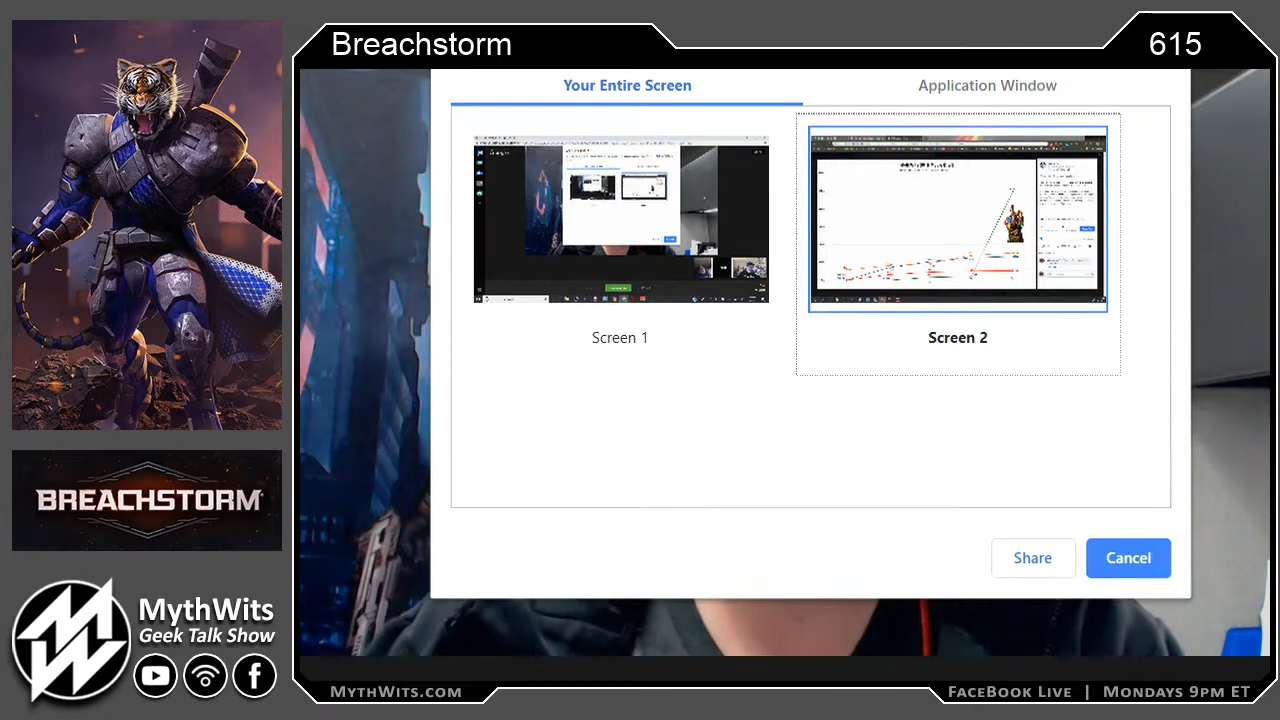 Breachstorm
615
Your Entire Screen
Application Window
Screen 1
Screen 2
Share
Cancel
BREACHSTORM
MythWits
Geek Talk Show
MythWits.com
FaceBook Live | Mondays 9pm ET